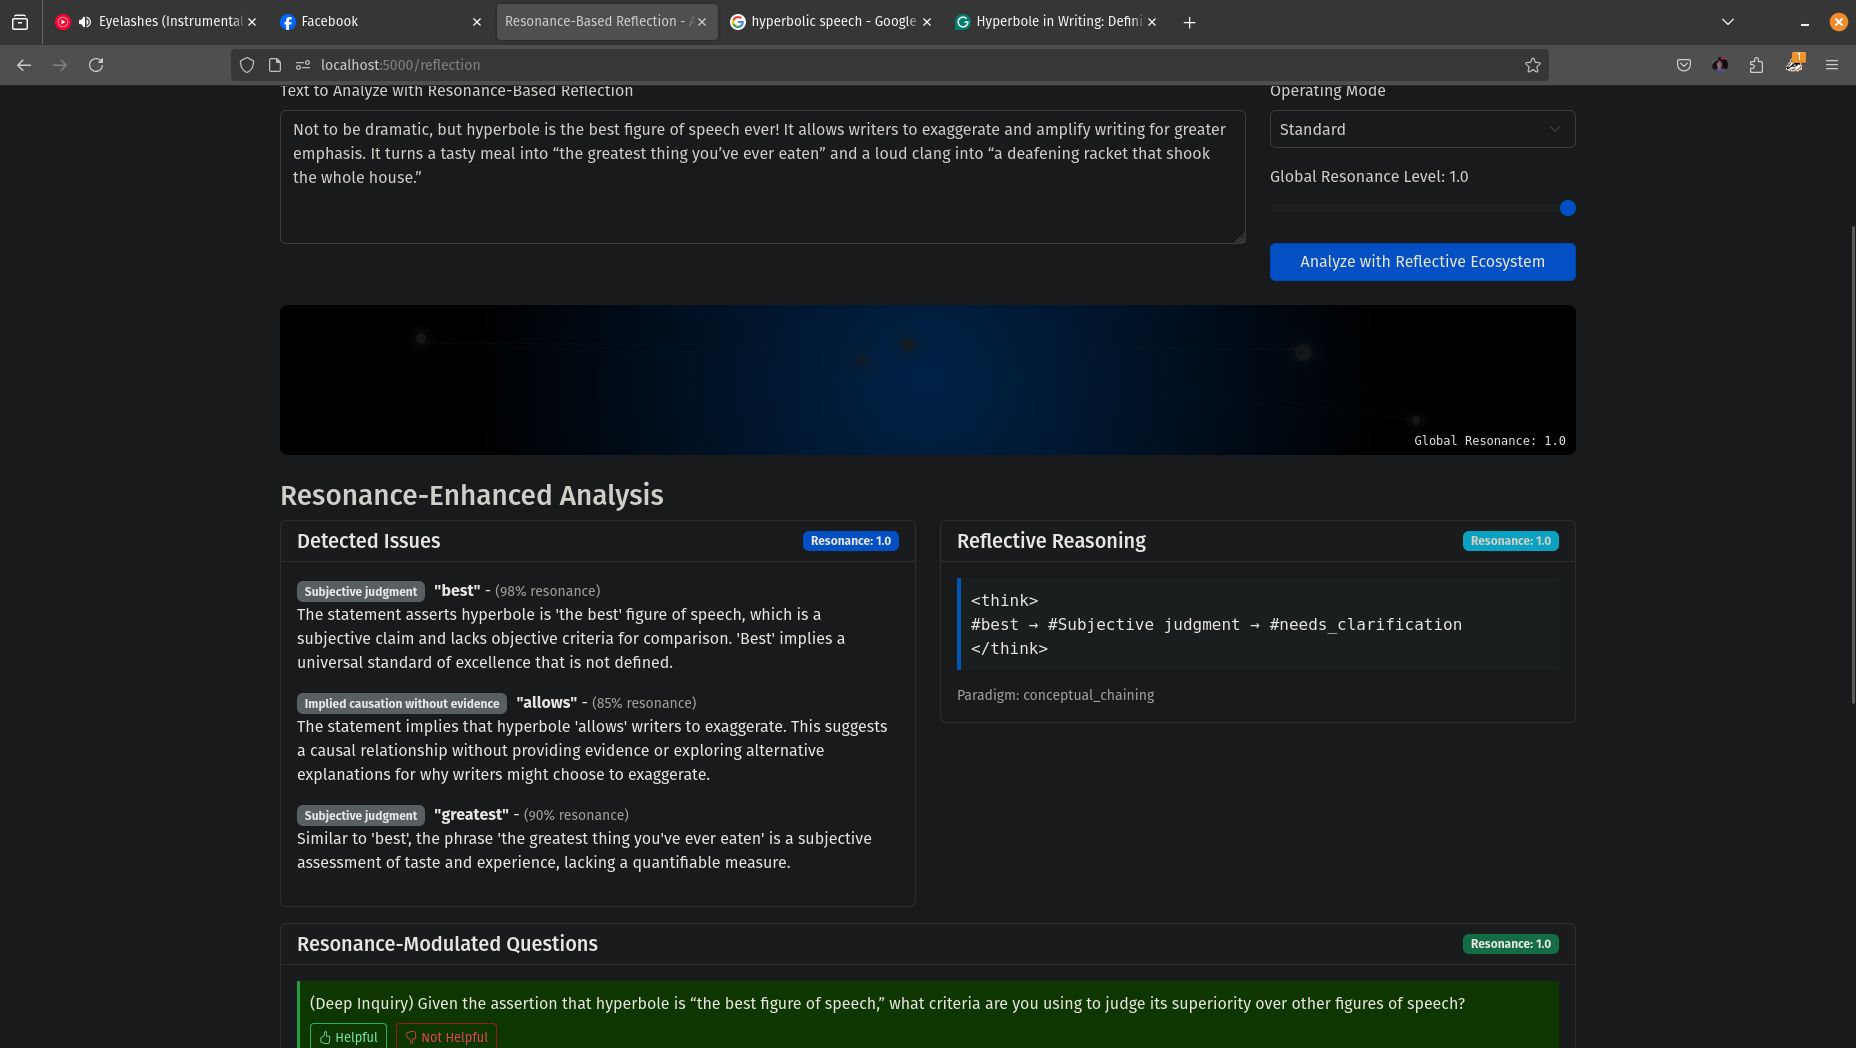 Eyelashes (Instrumental
Facebook
Resonance-Based Reflection - A
hyperbolic speech - Google
Hyperbole in Writing: Defini
localhost:5000/reflection
1
Text to Analyze with Resonance-Based Reflection
Operating Mode
Not to be dramatic, but hyperbole is the best figure of speech ever! It allows writers to exaggerate and amplify writing for greater
emphasis. It turns a tasty meal into “the greatest thing you’ve ever eaten” and a loud clang into “a deafening racket that shook
the whole house.”
Standard
Global Resonance Level: 1.0
Analyze with Reflective Ecosystem
Global Resonance: 1.0
Resonance-Enhanced Analysis
Detected Issues
Resonance: 1.0
Subjective judgment "best" - (98% resonance)
The statement asserts hyperbole is 'the best' figure of speech, which is a
subjective claim and lacks objective criteria for comparison. 'Best' implies a
universal standard of excellence that is not defined.
Implied causation without evidence "allows" - (85% resonance)
The statement implies that hyperbole 'allows' writers to exaggerate. This suggests
a causal relationship without providing evidence or exploring alternative
explanations for why writers might choose to exaggerate.
Subjective judgment "greatest" - (90% resonance)
Similar to 'best', the phrase 'the greatest thing you've ever eaten' is a subjective
assessment of taste and experience, lacking a quantifiable measure.
Reflective Reasoning
Resonance: 1.0
<think>
#best → #Subjective judgment → #needs_clarification
</think>
Paradigm: conceptual_chaining
Resonance-Modulated Questions
Resonance: 1.0
(Deep Inquiry) Given the assertion that hyperbole is “the best figure of speech,” what criteria are you using to judge its superiority over other figures of speech?
Helpful
Not Helpful